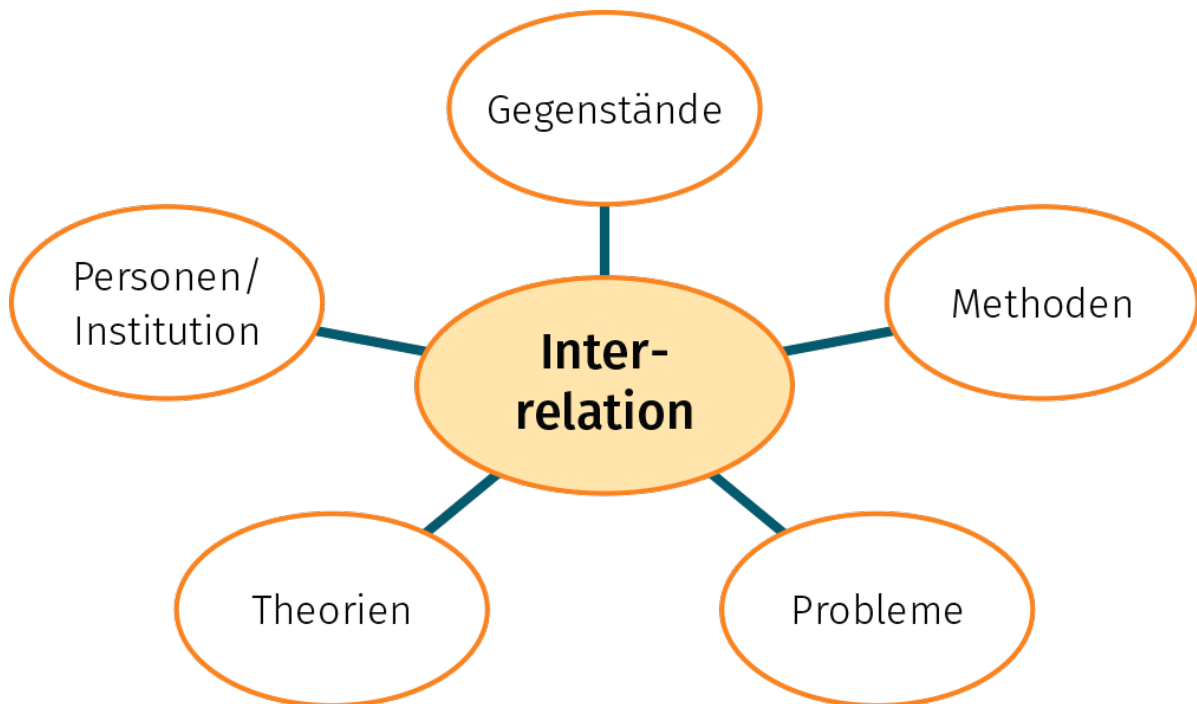 Gegenstände
Personen/
Institution
Methoden
Inter-
relation
Theorien
Probleme